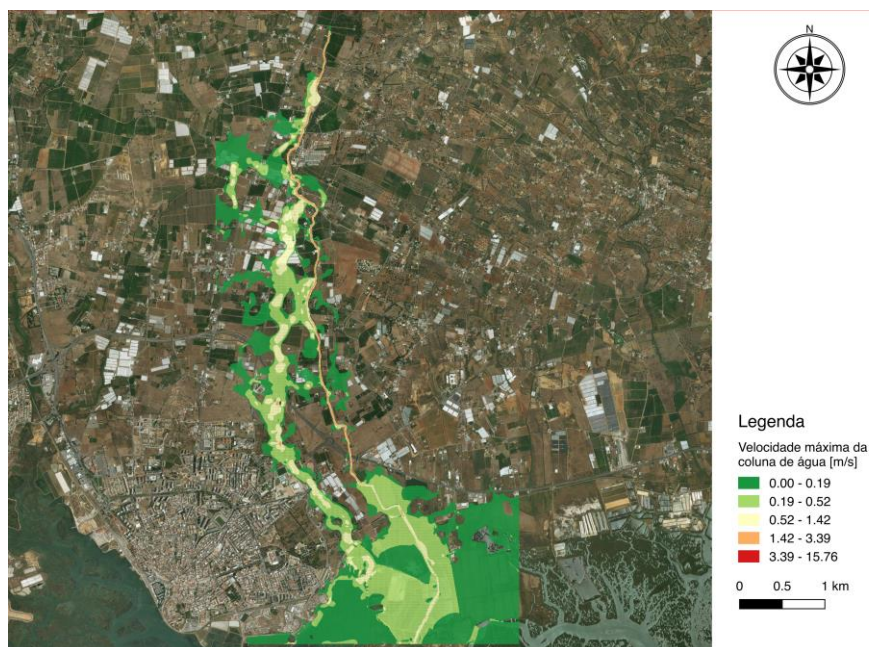 N
Legenda
Velocidade máxima da
coluna de água [m/s]
0.00 - 0.19
0.19 - 0.52
0.52 - 1.42
1.42 - 3.39
3.39 - 15.76
0 0.5 1 km